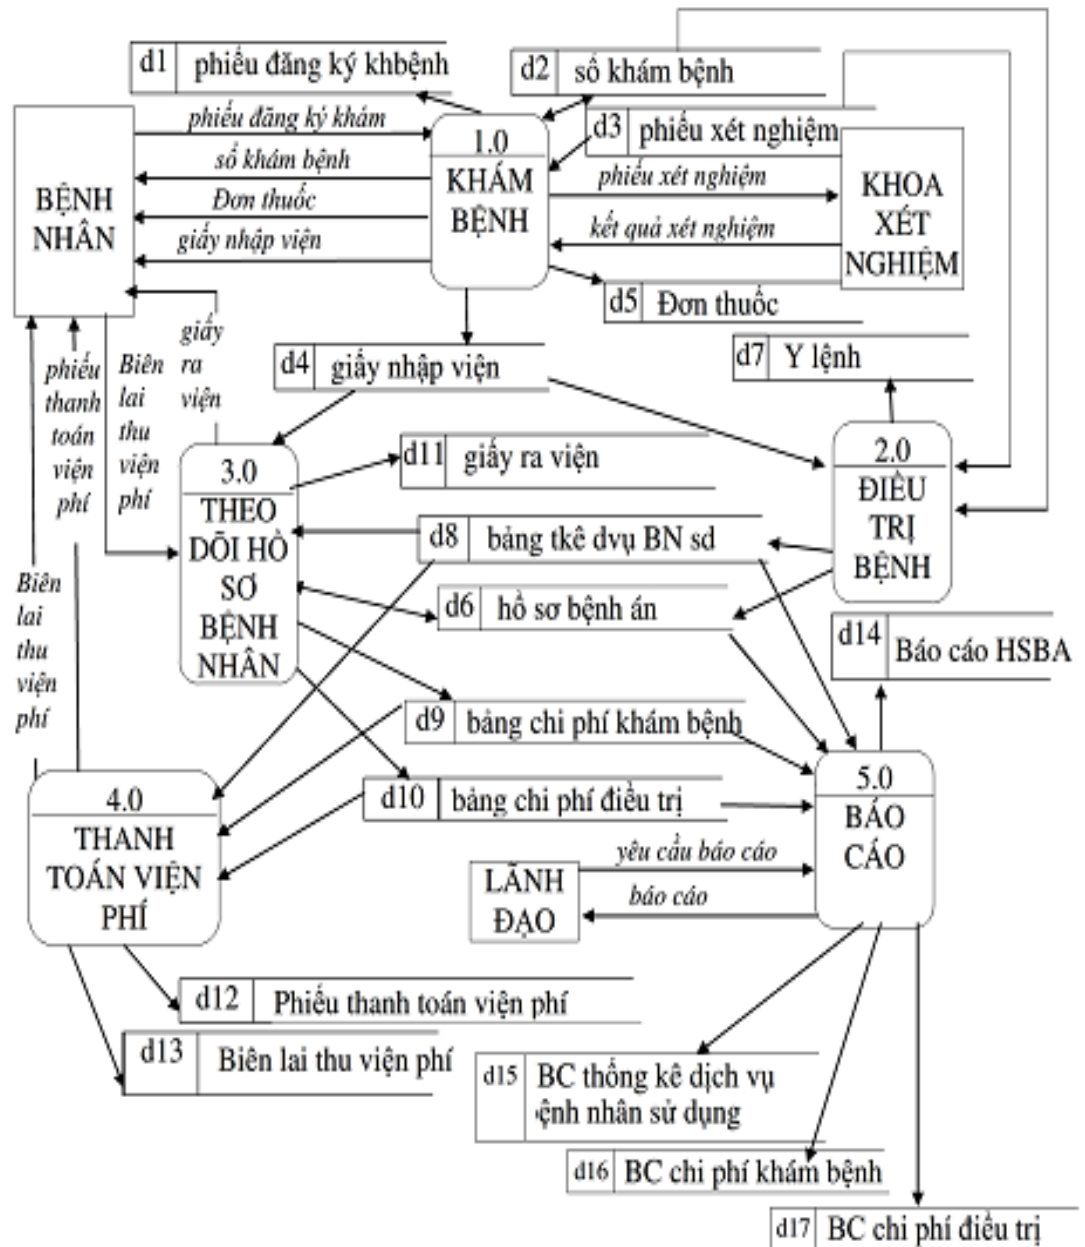 d1 phiếu đăng ký khbệnh
d2 sổ khám bệnh
phiếu đăng ký khám
1.0
d3 phiếu xét nghiệm
BỆNH
NHÂN
sổ khám bệnh
KHÁM
BỆNH
phiếu xét nghiệm
KHOA
XÉT
NGHIỆM
Đơn thuốc
kết quả xét nghiệm
giấy nhập viện
d5 Đơn thuốc
giấy
ra
viện
phiếu
thanh
toán
viện
phí
Biên
lai
thu
viện
phí
d4 giấy nhập viện
d7 Y lệnh
3.0
THEO
DÕI HỒ
SƠ
BỆNH
NHÂN
d11 giấy ra viện
2.0
ĐIỀU
TRỊ
BỆNH
d8 bảng tkê dvụ BN sd
d6 hồ sơ bệnh án
Biên
lai
thu
viện
phí
d14 Báo cáo HSBA
d9 bảng chi phí khám bệnh
4.0
THANH
TOÁN VIỆN
PHÍ
d10 bảng chi phí điều trị
5.0
BÁO
CÁO
yêu cầu báo cáo
LÃNH
ĐẠO
báo cáo
d12 Phiếu thanh toán viện phí
d13 Biên lai thu viện phí
d15 BC thống kê dịch vụ
ệnh nhân sử dụng
d16 BC chi phí khám bệnh
d17 BC chi phí điều trị